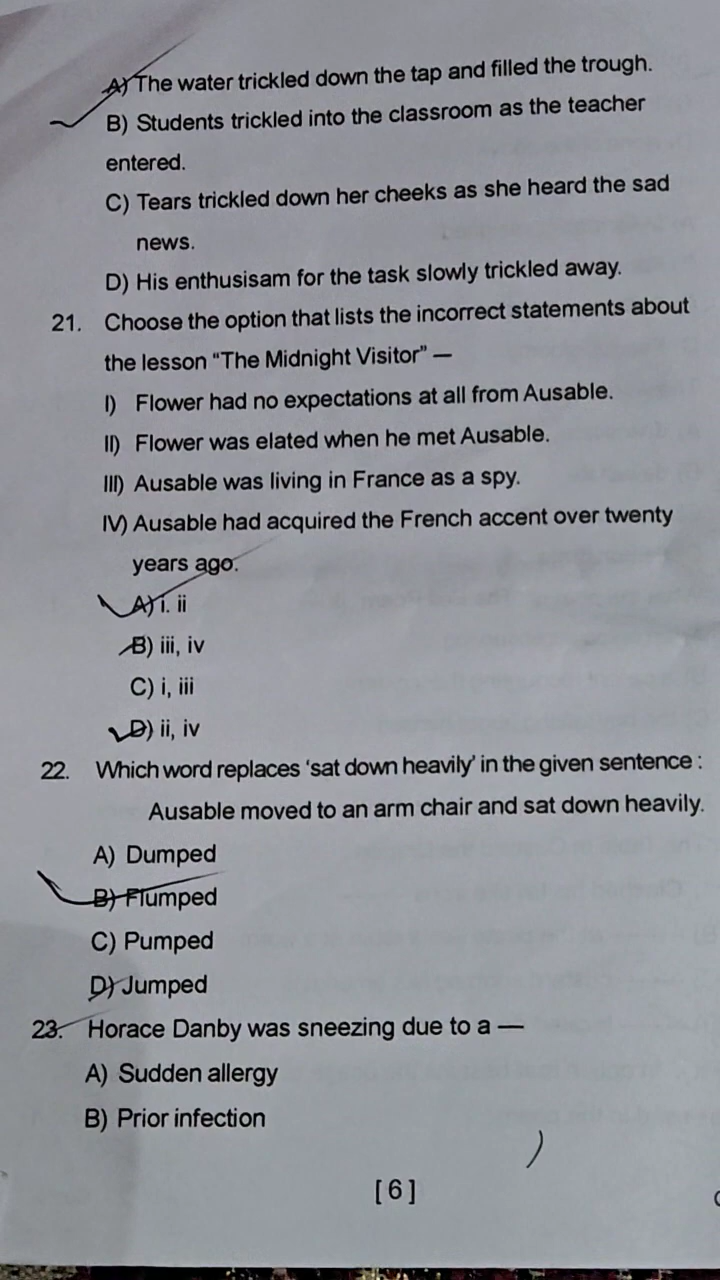 A) The water trickled down the tap and filled the trough.
B) Students trickled into the classroom as the teacher
entered.
C) Tears trickled down her cheeks as she heard the sad
news.
D) His enthusisam for the task slowly trickled away.
21. Choose the option that lists the incorrect statements about
the lesson “The Midnight Visitor” —
I) Flower had no expectations at all from Ausable.
II) Flower was elated when he met Ausable.
III) Ausable was living in France as a spy.
IV) Ausable had acquired the French accent over twenty
years ago.
A) i. ii
B) iii, iv
C) i, iii
D) ii, iv
22. Which word replaces ‘sat down heavily’ in the given sentence :
Ausable moved to an arm chair and sat down heavily.
A) Dumped
B) Flumped
C) Pumped
D) Jumped
23. Horace Danby was sneezing due to a —
A) Sudden allergy
B) Prior infection
[ 6 ]